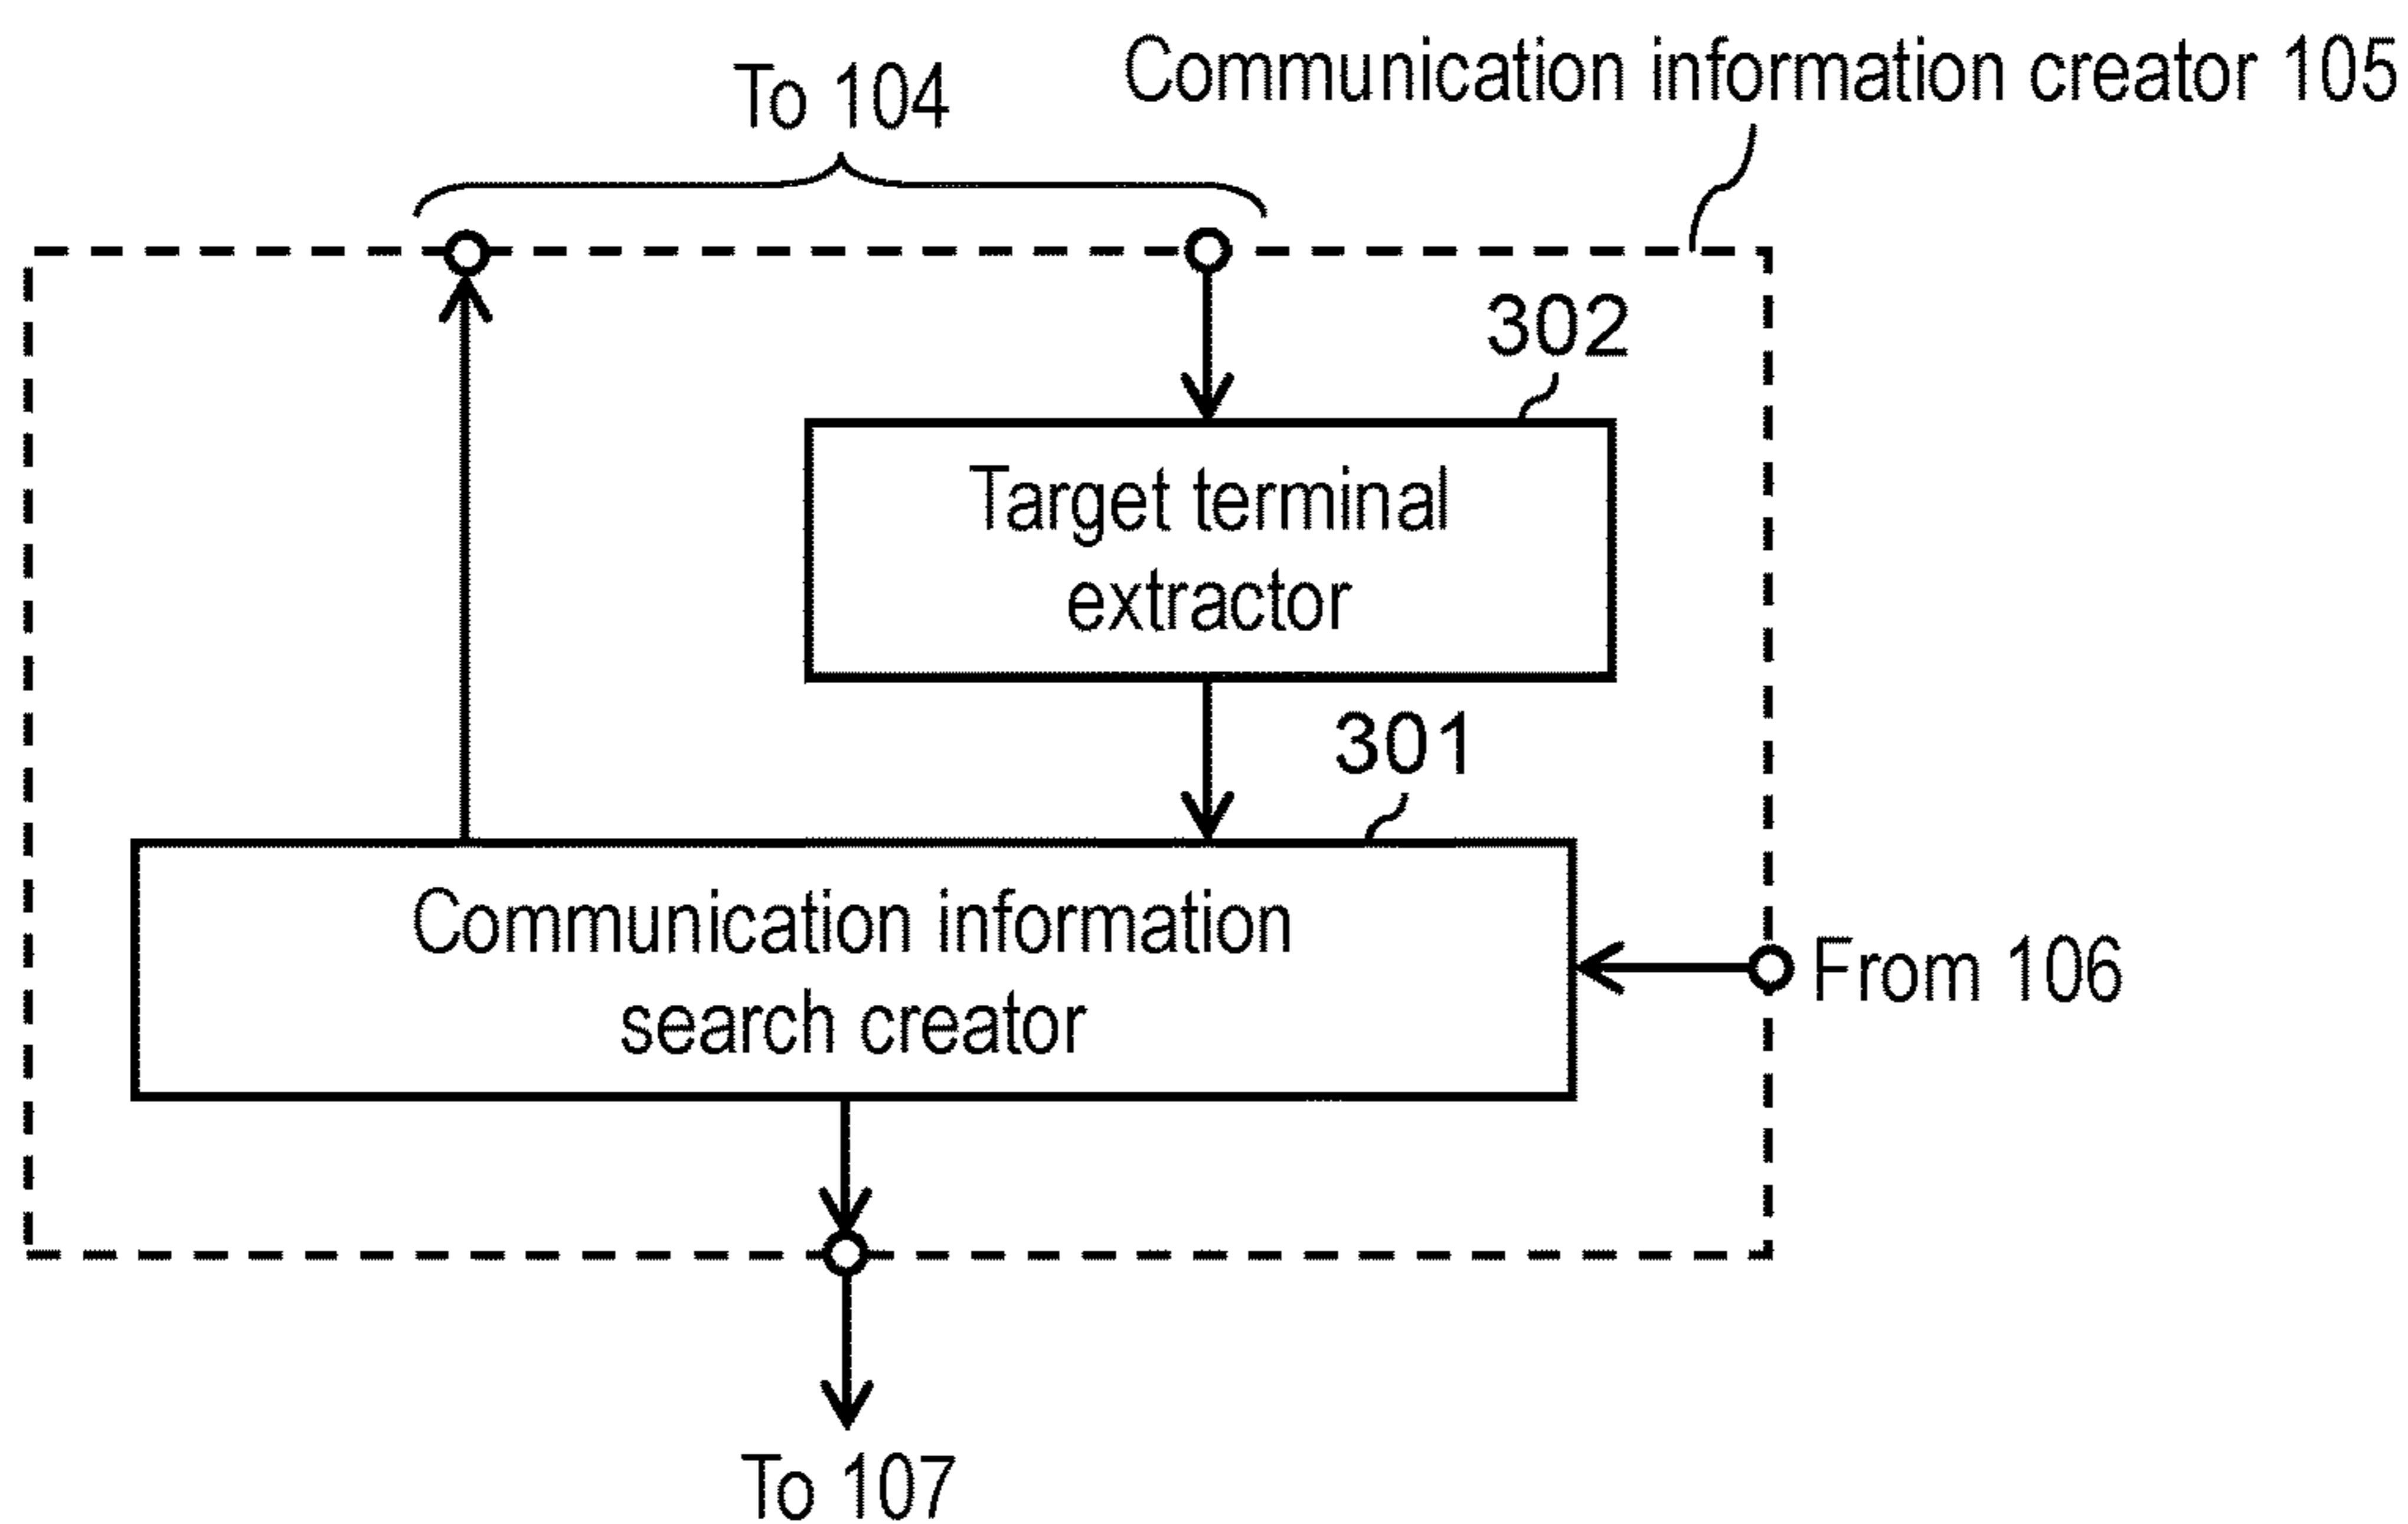 Communication information creator 105
To 104
302
Target terminal
extractor
301
Communication information
search creator
From 106
To 107